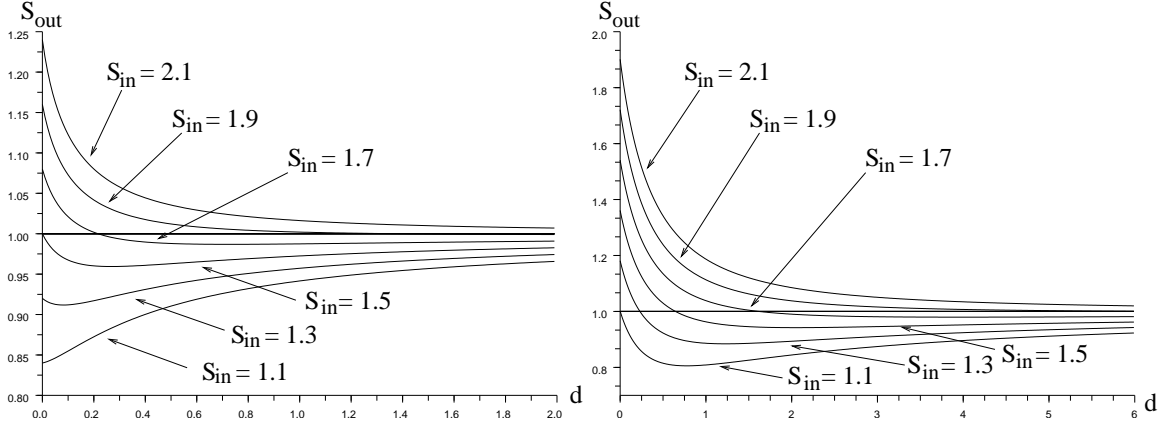 S_out
1.25
1.20
1.15
1.10
1.05
1.00
0.95
0.90
0.85
0.80
0.0 0.2 0.4 0.6 0.8 1.0 1.2 1.4 1.6 1.8 2.0
d
S_in = 2.1
S_in = 1.9
S_in = 1.7
S_in = 1.5
S_in = 1.3
S_in = 1.1
S_out
2.0
1.8
1.6
1.4
1.2
1.0
0.8
0 1 2 3 4 5 6
d
S_in = 2.1
S_in = 1.9
S_in = 1.7
S_in = 1.5
S_in = 1.3
S_in = 1.1